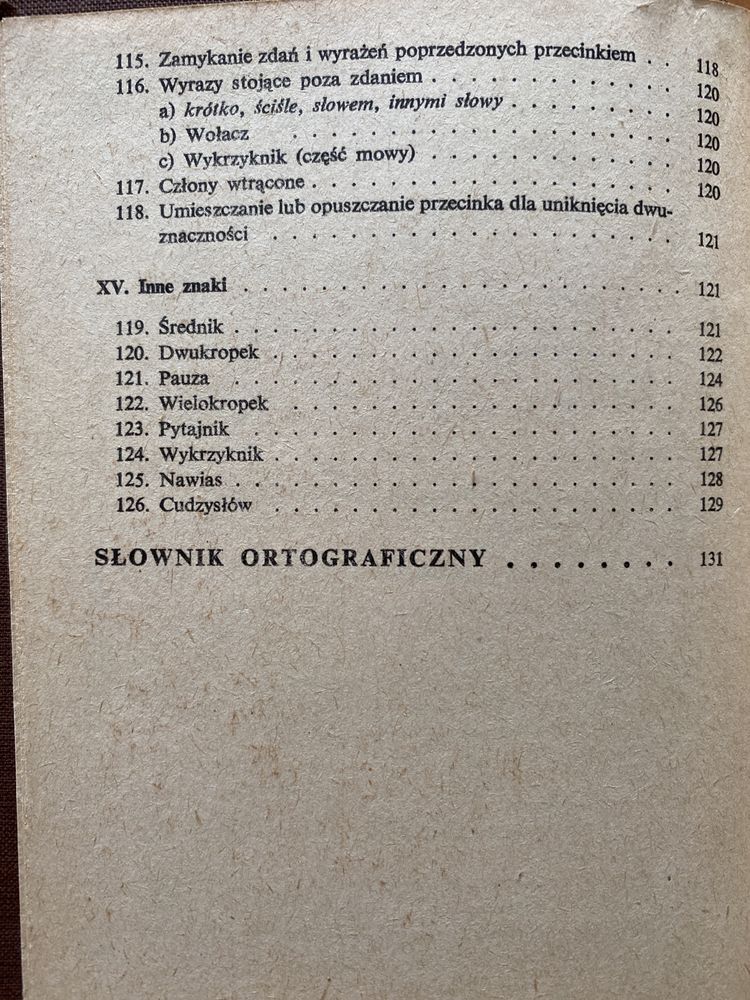 115. Zamykanie zdań i wyrażeń poprzedzonych przecinkiem . . 118
116. Wyrazy stojące poza zdaniem . . . . . . . . . . . . . 120
a) krótko, ściśle, słowem, innymi słowy . . . . . . . . . 120
b) Wołacz . . . . . . . . . . . . . . . . . . . . 120
c) Wykrzyknik (część mowy) . . . . . . . . . . . . . 120
117. Człony wtrącone . . . . . . . . . . . . . . . . . . . 120
118. Umieszczanie lub opuszczanie przecinka dla uniknięcia dwu-
znaczności . . . . . . . . . . . . . . . . . . . . . 121
XV. Inne znaki . . . . . . . . . . . . . . . . . . . . . . . 121
119. Średnik . . . . . . . . . . . . . . . . . . . . . . . 121
120. Dwukropek . . . . . . . . . . . . . . . . . . . . . 122
121. Pauza . . . . . . . . . . . . . . . . . . . . . . . 124
122. Wielokropek . . . . . . . . . . . . . . . . . . . . 126
123. Pytajnik . . . . . . . . . . . . . . . . . . . . . . 127
124. Wykrzyknik . . . . . . . . . . . . . . . . . . . . . 127
125. Nawias . . . . . . . . . . . . . . . . . . . . . . . 128
126. Cudzysłów . . . . . . . . . . . . . . . . . . . . . 129
SŁOWNIK ORTOGRAFICZNY . . . . . . . . 131